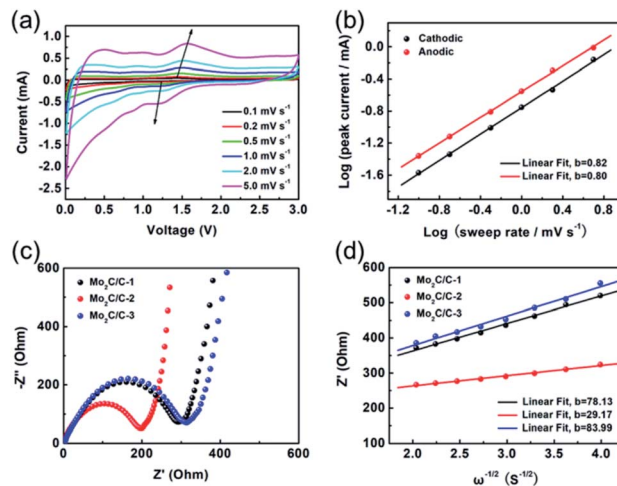 (a)
1.0
0.5
0.0
-0.5
-1.0
-1.5
-2.0
-2.5
Current (mA)
0.1 mV s⁻¹
0.2 mV s⁻¹
0.5 mV s⁻¹
1.0 mV s⁻¹
2.0 mV s⁻¹
5.0 mV s⁻¹
0.0 0.5 1.0 1.5 2.0 2.5 3.0
Voltage (V)
(b)
0.0
-0.4
-0.8
-1.2
-1.6
Log (peak current / mA)
Cathodic
Anodic
Linear Fit, b=0.82
Linear Fit, b=0.80
-1.2 -0.8 -0.4 0.0 0.4 0.8
Log (sweep rate / mV s⁻¹)
(c)
600
400
200
0
-Z'' (Ohm)
Mo₂C/C-1
Mo₂C/C-2
Mo₂C/C-3
0 200 400 600
Z' (Ohm)
(d)
600
500
400
300
200
100
Z' (Ohm)
Mo₂C/C-1
Mo₂C/C-2
Mo₂C/C-3
Linear Fit, b=78.13
Linear Fit, b=29.17
Linear Fit, b=83.99
2.0 2.5 3.0 3.5 4.0
ω⁻¹/² (S⁻¹/²)